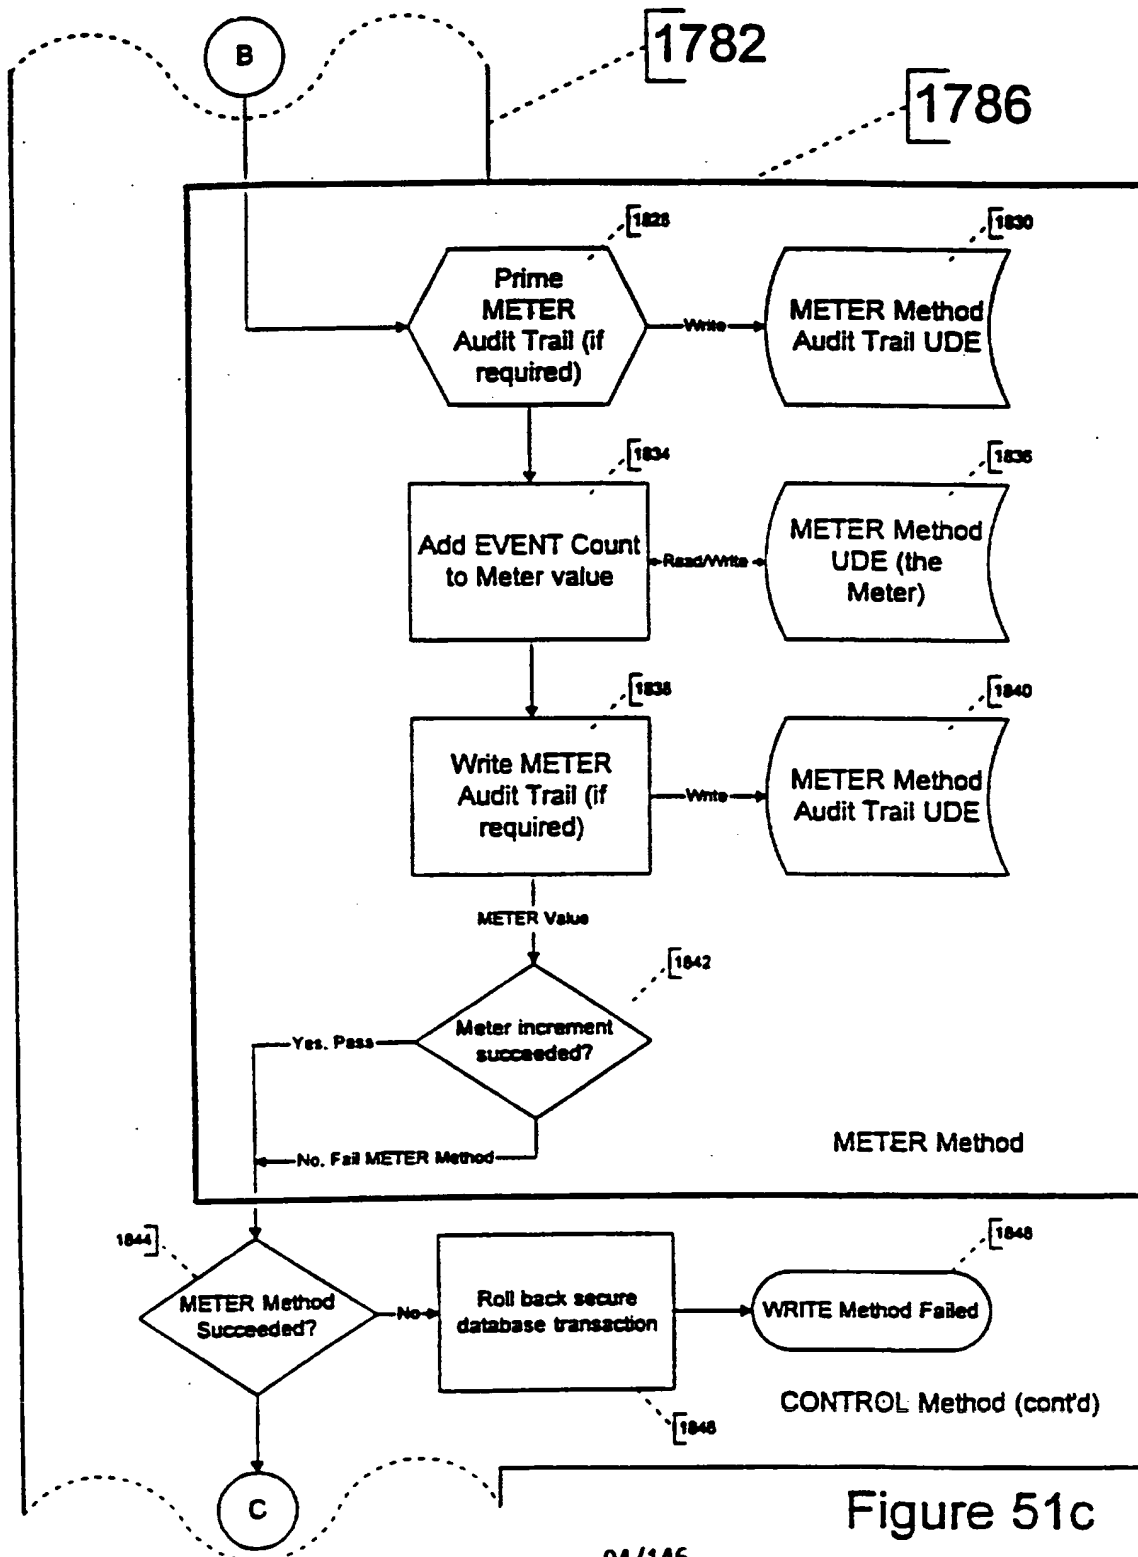 B
1782
1786
1828
1830
Prime
METER
Audit Trail (if
required)
Write
METER Method
Audit Trail UDE
1834
1836
Add EVENT Count
to Meter value
Read/Write
METER Method
UDE (the
Meter)
1838
1840
Write METER
Audit Trail (if
required)
Write
METER Method
Audit Trail UDE
METER Value
1842
Meter increment
succeeded?
Yes, Pass
No, Fail METER Method
METER Method
1844
1848
METER Method
Succeeded?
No
Roll back secure
database transaction
WRITE Method Failed
1846
CONTROL Method (cont'd)
C
Figure 51c
94/146